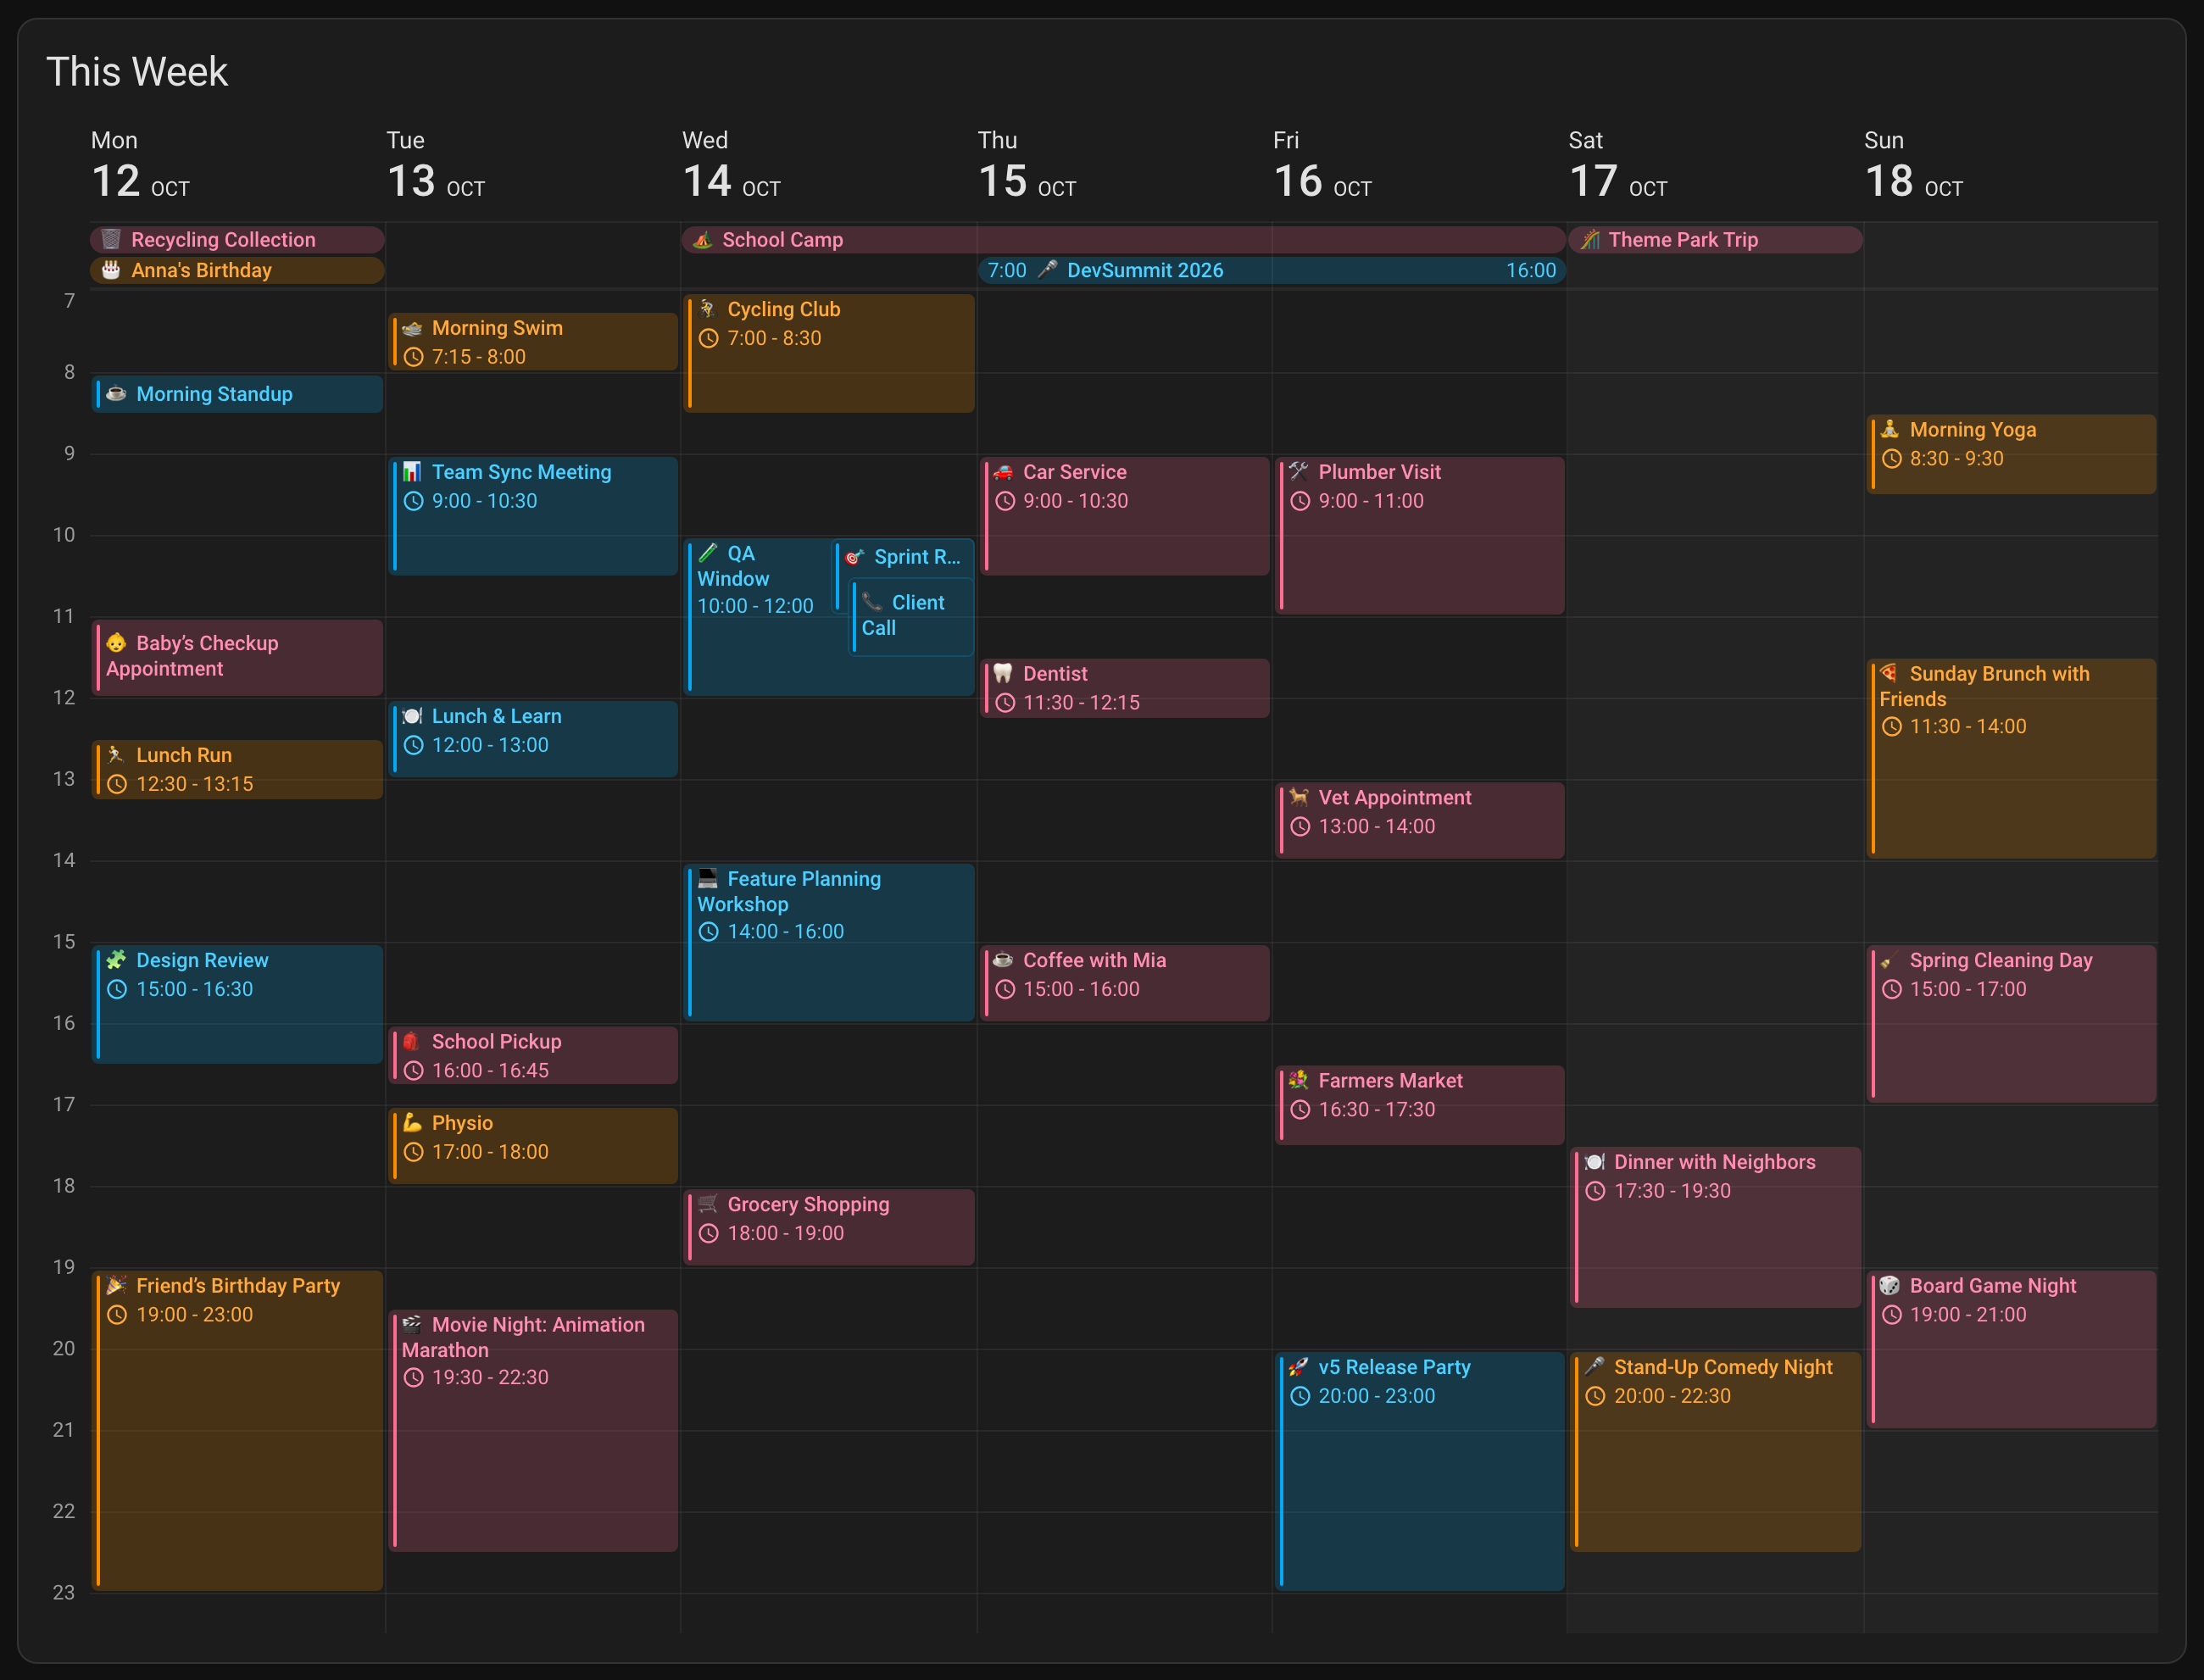 This Week
Mon
12 OCT
Tue
13 OCT
Wed
14 OCT
Thu
15 OCT
Fri
16 OCT
Sat
17 OCT
Sun
18 OCT
Recycling Collection
Anna's Birthday
School Camp
7:00 DevSummit 2026 16:00
Theme Park Trip
7
8
9
10
11
12
13
14
15
16
17
18
19
20
21
22
23
Morning Standup
Baby’s Checkup
Appointment
Lunch Run
12:30 - 13:15
Design Review
15:00 - 16:30
Friend’s Birthday Party
19:00 - 23:00
Morning Swim
7:15 - 8:00
Team Sync Meeting
9:00 - 10:30
Lunch & Learn
12:00 - 13:00
School Pickup
16:00 - 16:45
Physio
17:00 - 18:00
Movie Night: Animation
Marathon
19:30 - 22:30
Cycling Club
7:00 - 8:30
QA
Window
10:00 - 12:00
Sprint R...
Client
Call
Feature Planning
Workshop
14:00 - 16:00
Grocery Shopping
18:00 - 19:00
Car Service
9:00 - 10:30
Dentist
11:30 - 12:15
Coffee with Mia
15:00 - 16:00
Plumber Visit
9:00 - 11:00
Vet Appointment
13:00 - 14:00
Farmers Market
16:30 - 17:30
v5 Release Party
20:00 - 23:00
Dinner with Neighbors
17:30 - 19:30
Stand-Up Comedy Night
20:00 - 22:30
Morning Yoga
8:30 - 9:30
Sunday Brunch with
Friends
11:30 - 14:00
Spring Cleaning Day
15:00 - 17:00
Board Game Night
19:00 - 21:00